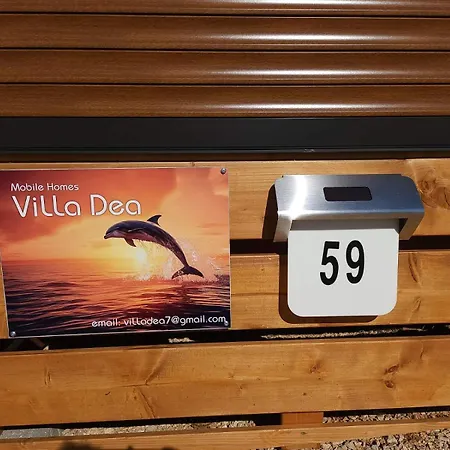 Mobile Homes
Villa Dea
email: villadea7@gmail.com
59